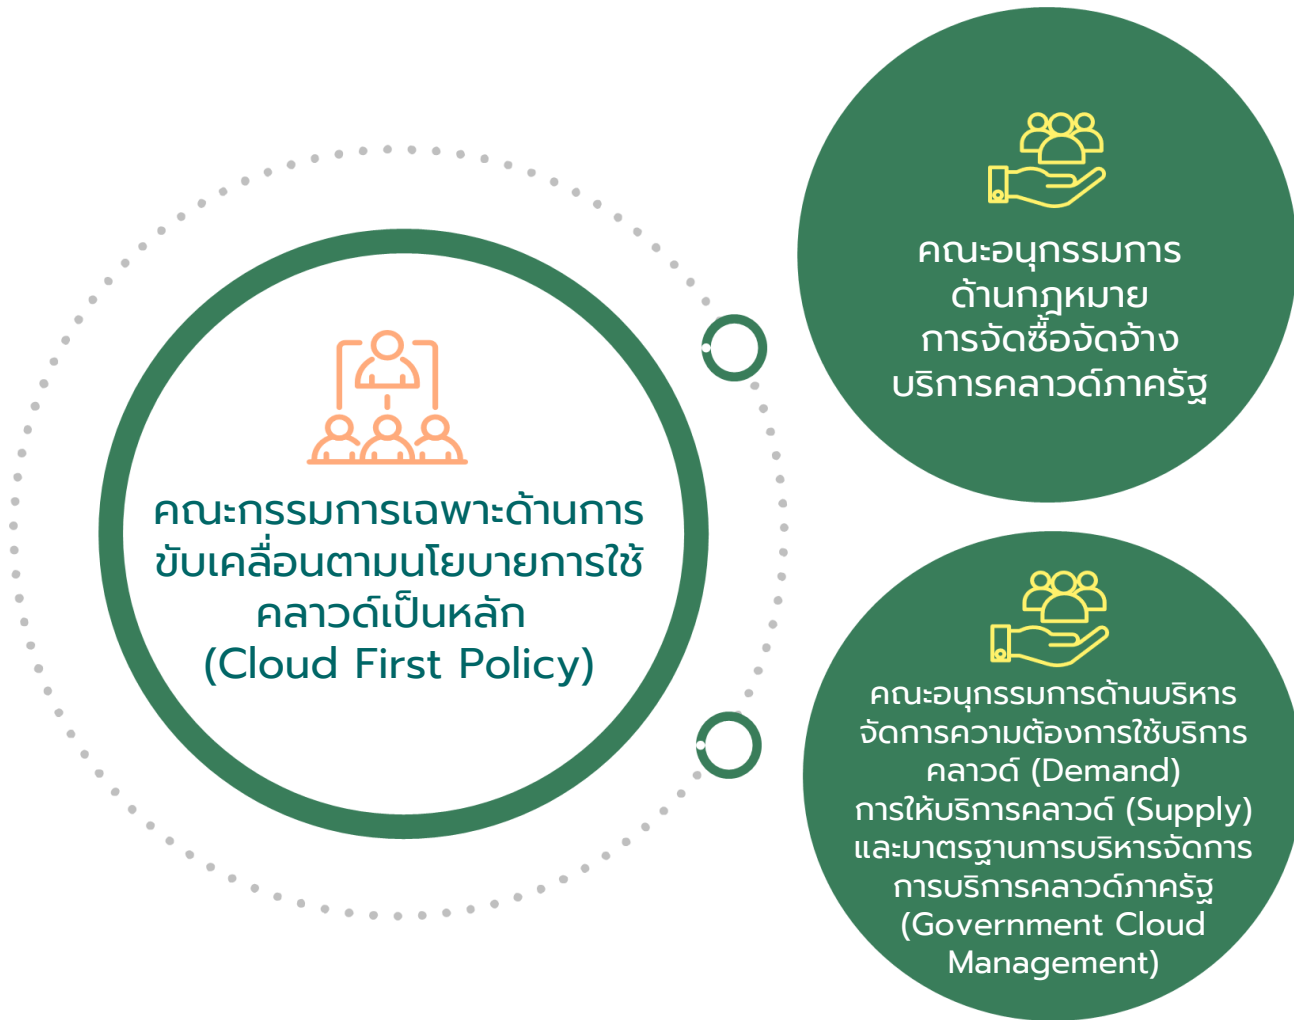 คณะกรรมการเฉพาะด้านการ
ขับเคลื่อนตามนโยบายการใช้
คลาวด์เป็นหลัก
(Cloud First Policy)
คณะอนุกรรมการ
ด้านกฎหมาย
การจัดซื้อจัดจ้าง
บริการคลาวด์ภาครัฐ
คณะอนุกรรมการด้านบริหาร
จัดการความต้องการใช้บริการ
คลาวด์ (Demand)
การให้บริการคลาวด์ (Supply)
และมาตรฐานการบริหารจัดการ
การบริการคลาวด์ภาครัฐ
(Government Cloud
Management)